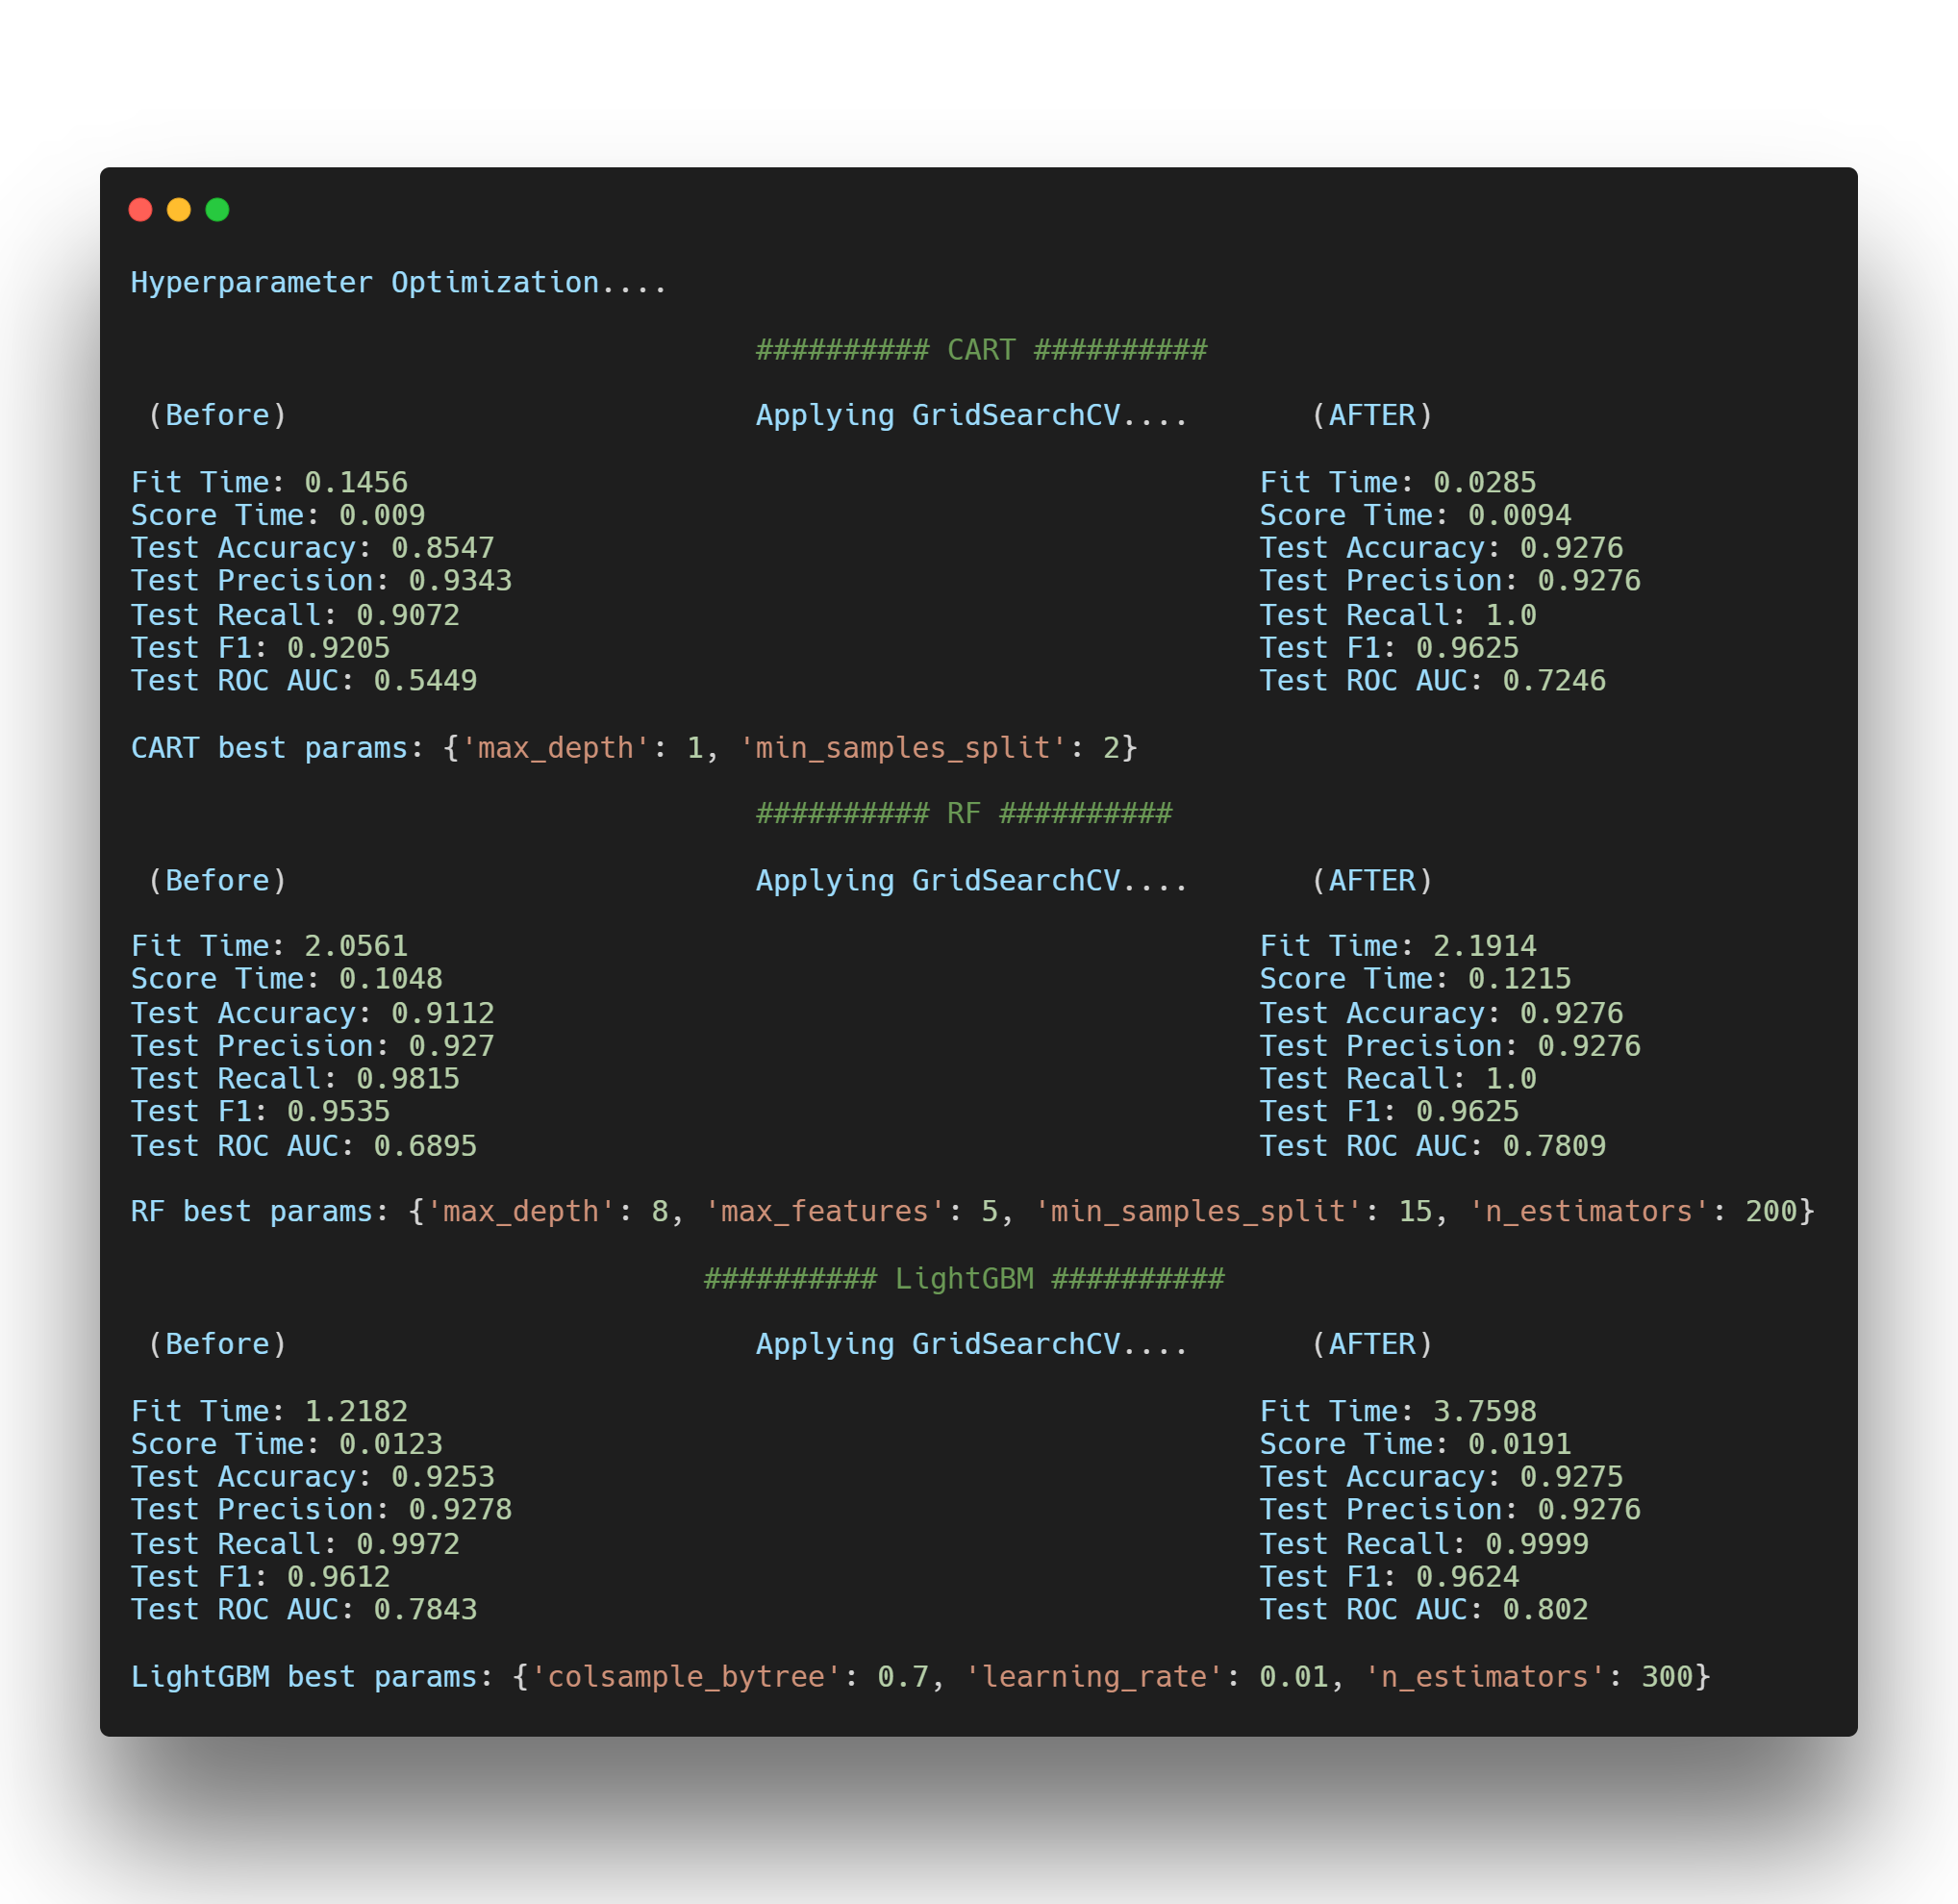 Hyperparameter Optimization....
########## CART ##########
(Before) Applying GridSearchCV.... (AFTER)
Fit Time: 0.1456 Fit Time: 0.0285
Score Time: 0.009 Score Time: 0.0094
Test Accuracy: 0.8547 Test Accuracy: 0.9276
Test Precision: 0.9343 Test Precision: 0.9276
Test Recall: 0.9072 Test Recall: 1.0
Test F1: 0.9205 Test F1: 0.9625
Test ROC AUC: 0.5449 Test ROC AUC: 0.7246
CART best params: {'max_depth': 1, 'min_samples_split': 2}
########## RF ##########
(Before) Applying GridSearchCV.... (AFTER)
Fit Time: 2.0561 Fit Time: 2.1914
Score Time: 0.1048 Score Time: 0.1215
Test Accuracy: 0.9112 Test Accuracy: 0.9276
Test Precision: 0.927 Test Precision: 0.9276
Test Recall: 0.9815 Test Recall: 1.0
Test F1: 0.9535 Test F1: 0.9625
Test ROC AUC: 0.6895 Test ROC AUC: 0.7809
RF best params: {'max_depth': 8, 'max_features': 5, 'min_samples_split': 15, 'n_estimators': 200}
########## LightGBM ##########
(Before) Applying GridSearchCV.... (AFTER)
Fit Time: 1.2182 Fit Time: 3.7598
Score Time: 0.0123 Score Time: 0.0191
Test Accuracy: 0.9253 Test Accuracy: 0.9275
Test Precision: 0.9278 Test Precision: 0.9276
Test Recall: 0.9972 Test Recall: 0.9999
Test F1: 0.9612 Test F1: 0.9624
Test ROC AUC: 0.7843 Test ROC AUC: 0.802
LightGBM best params: {'colsample_bytree': 0.7, 'learning_rate': 0.01, 'n_estimators': 300}